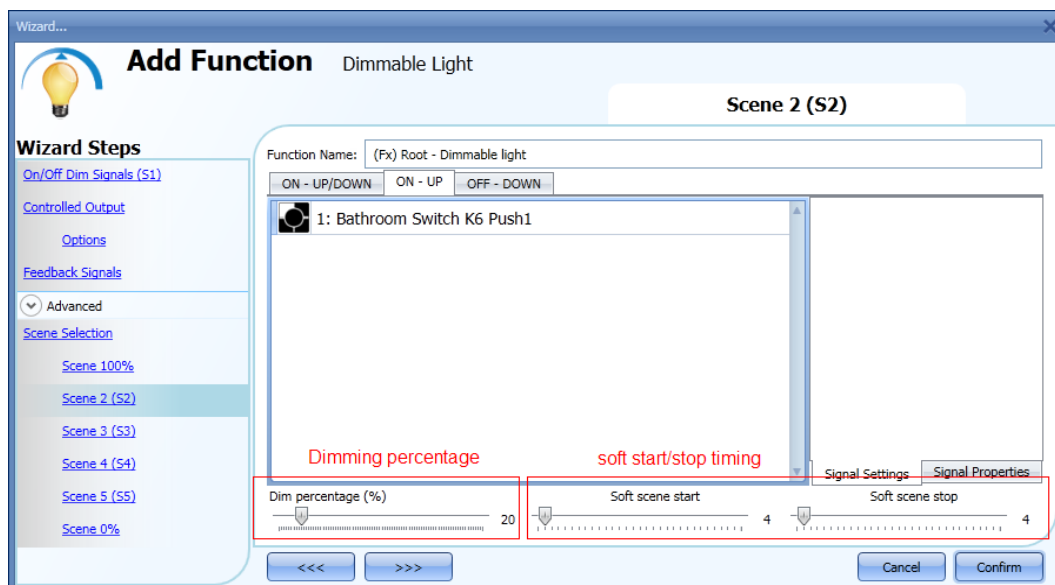 Wizard...
Add Function Dimmable Light
Scene 2 (S2)
Wizard Steps
On/Off Dim Signals (S1)
Controlled Output
Options
Feedback Signals
Advanced
Scene Selection
Scene 100%
Scene 2 (S2)
Scene 3 (S3)
Scene 4 (S4)
Scene 5 (S5)
Scene 0%
Function Name: (Fx) Root - Dimmable light
ON - UP/DOWN ON - UP OFF - DOWN
1: Bathroom Switch K6 Push1
Dimming percentage soft start/stop timing
Signal Settings Signal Properties
Dim percentage (%) Soft scene start Soft scene stop
20 4 4
<<< >>> Cancel Confirm